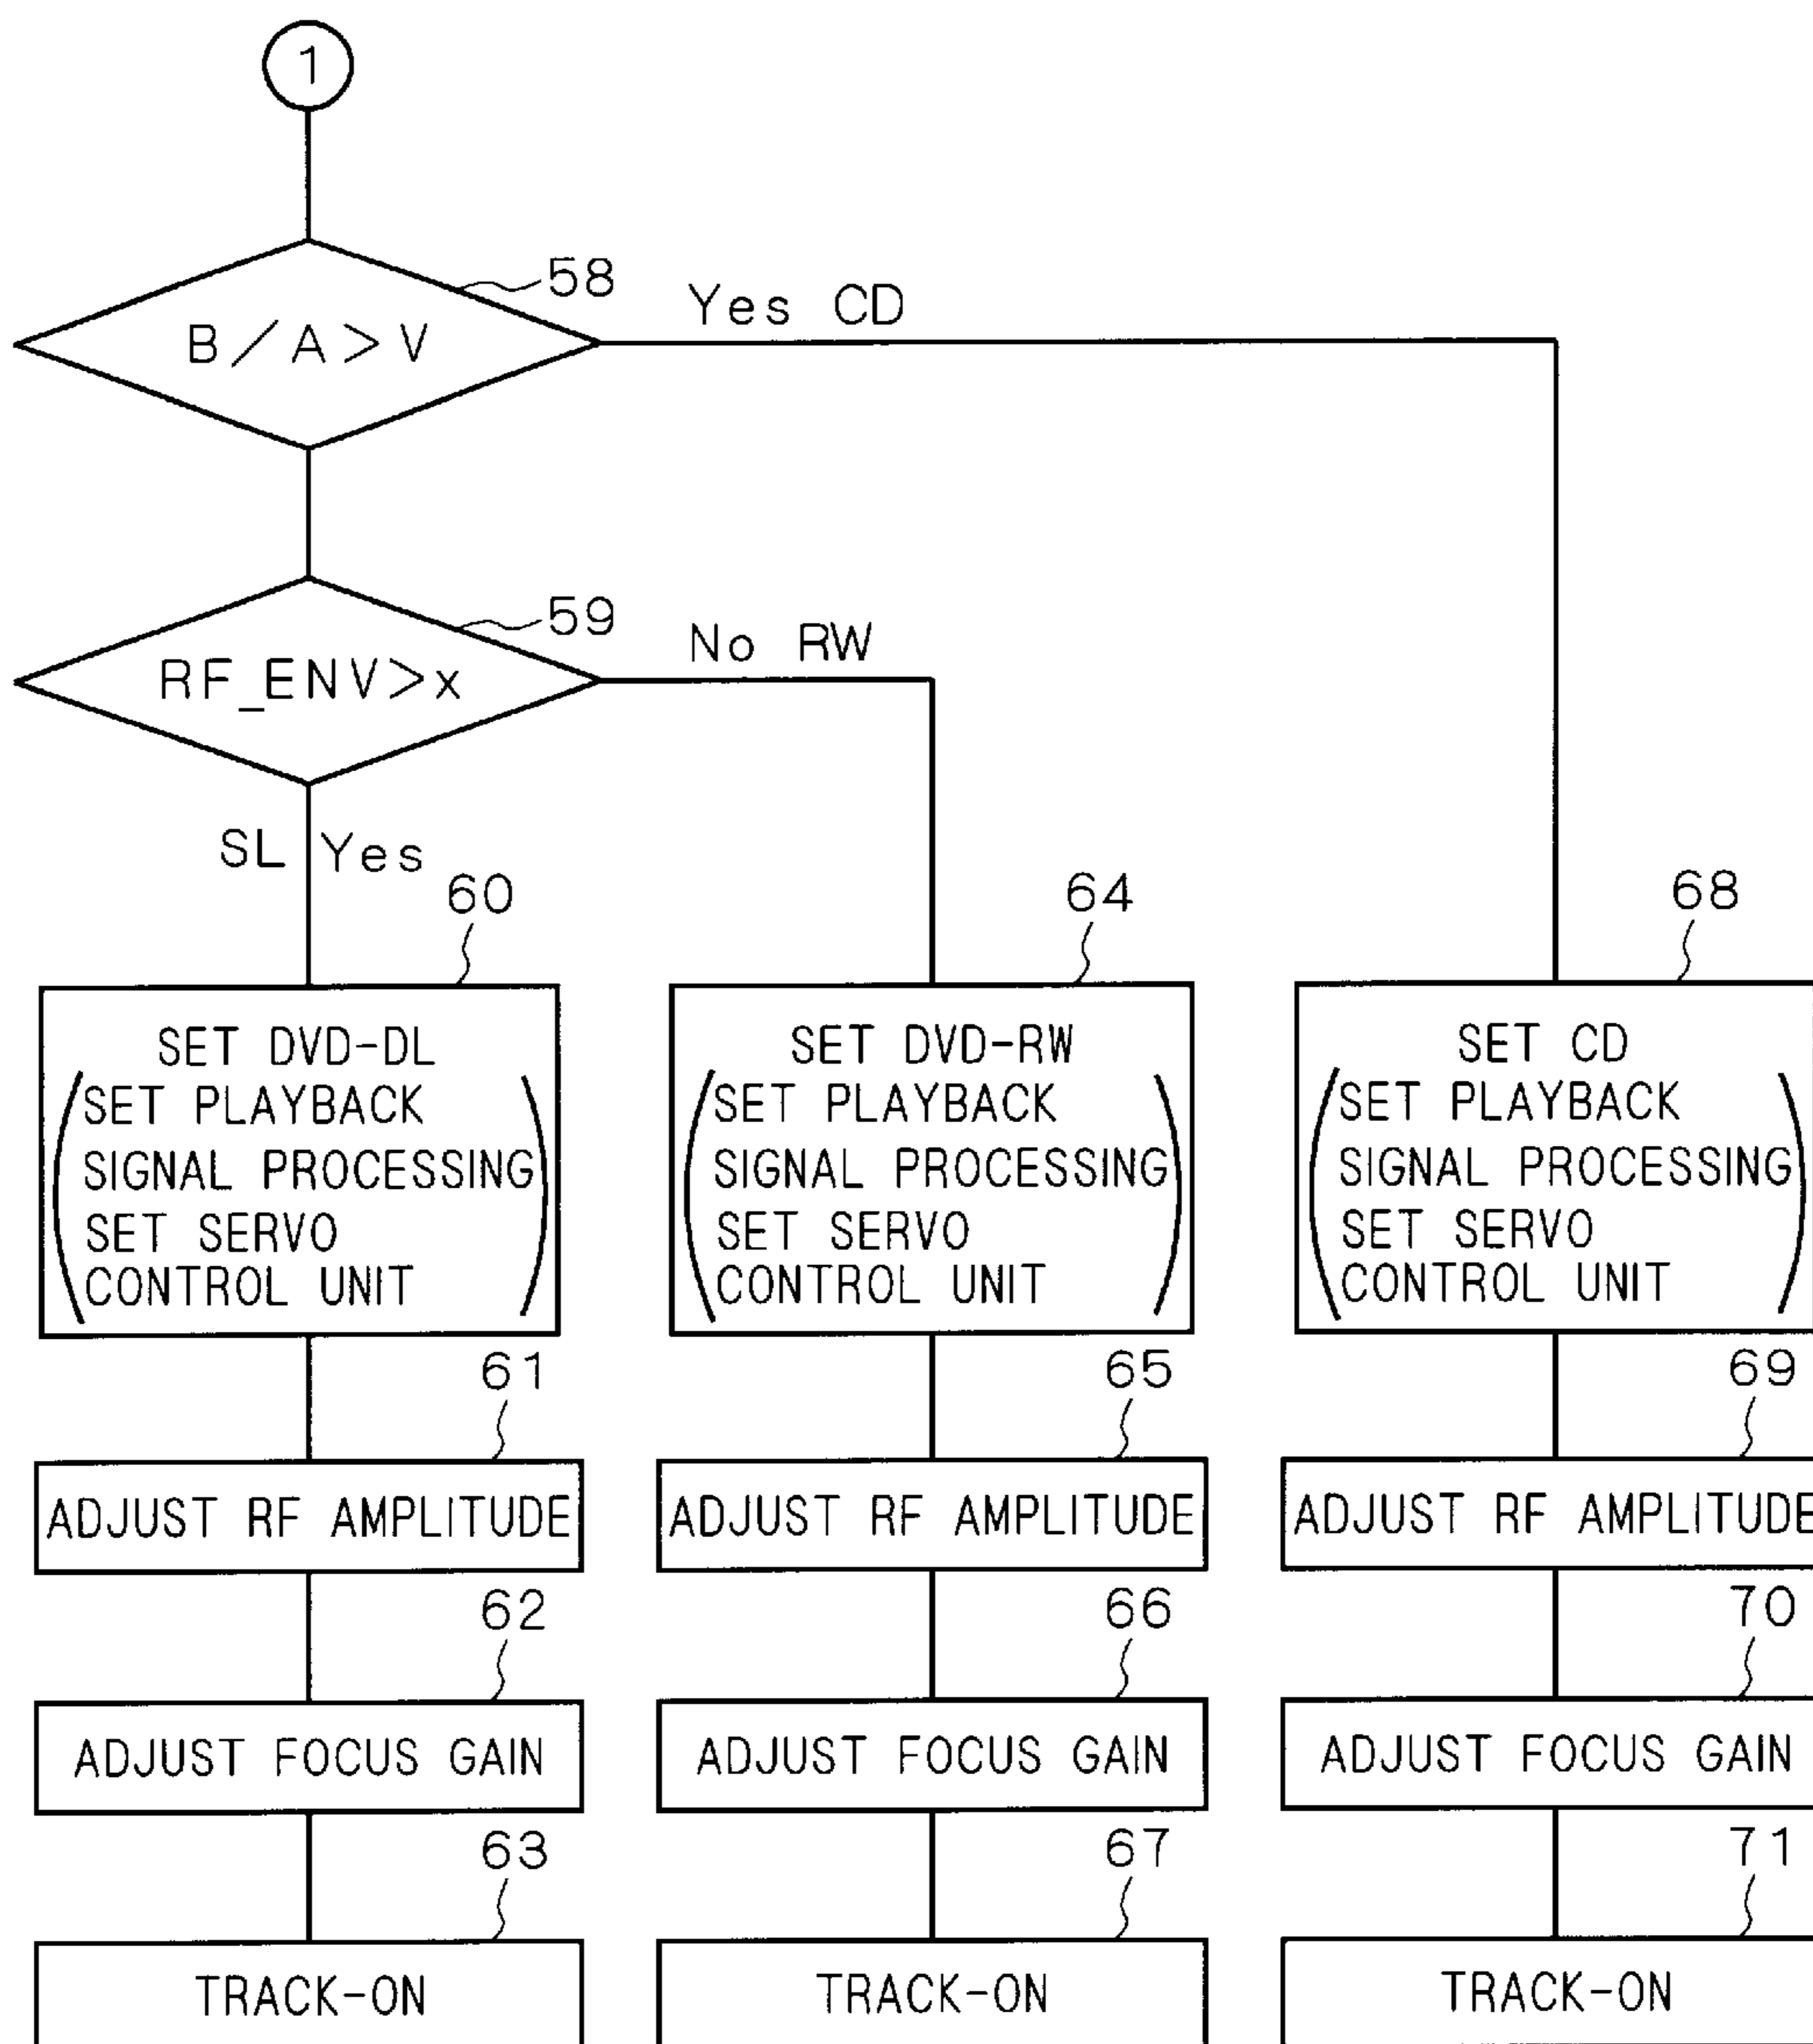 1
58
Yes CD
B/A>V
59
No RW
RF_ENV>x
SL Yes
60
64
68
SET DVD-DL
SET PLAYBACK
SIGNAL PROCESSING
SET SERVO
CONTROL UNIT
SET DVD-RW
SET PLAYBACK
SIGNAL PROCESSING
SET SERVO
CONTROL UNIT
SET CD
SET PLAYBACK
SIGNAL PROCESSING
SET SERVO
CONTROL UNIT
61
65
69
ADJUST RF AMPLITUDE
ADJUST RF AMPLITUDE
ADJUST RF AMPLITUDE
62
66
70
ADJUST FOCUS GAIN
ADJUST FOCUS GAIN
ADJUST FOCUS GAIN
63
67
71
TRACK-ON
TRACK-ON
TRACK-ON